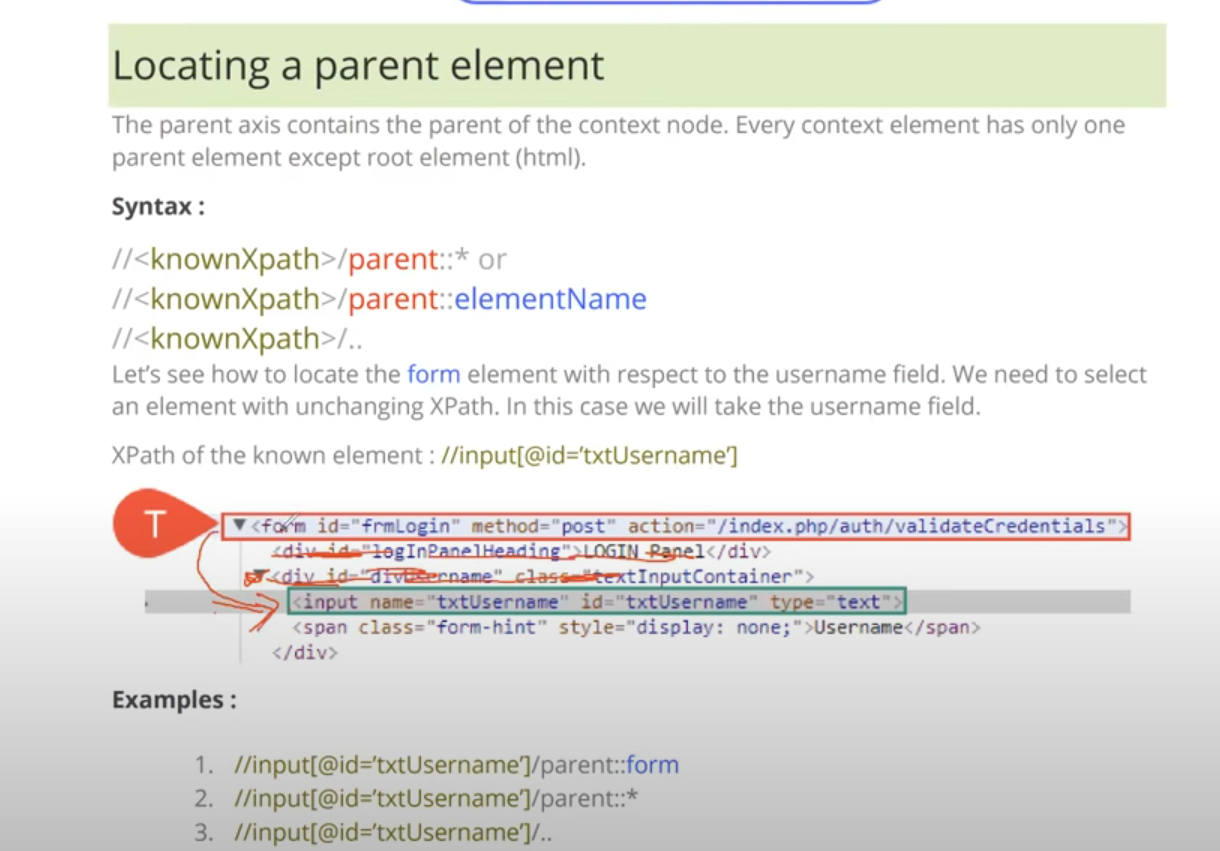 Locating a parent element
The parent axis contains the parent of the context node. Every context element has only one
parent element except root element (html).
Syntax :
//<knownXpath>/parent::* or
//<knownXpath>/parent::elementName
//<knownXpath>/..
Let’s see how to locate the form element with respect to the username field. We need to select
an element with unchanging XPath. In this case we will take the username field.
XPath of the known element : //input[@id=’txtUsername’]
T
<form id="frmLogin" method="post" action="/index.php/auth/validateCredentials">
<div id="logInPanelHeading">LOGIN Panel</div>
<div id="divUsername" class="textInputContainer">
<input name="txtUsername" id="txtUsername" type="text">
<span class="form-hint" style="display: none;">Username</span>
</div>
Examples :
1. //input[@id=’txtUsername’]/parent::form
2. //input[@id=’txtUsername’]/parent::*
3. //input[@id=’txtUsername’]/..